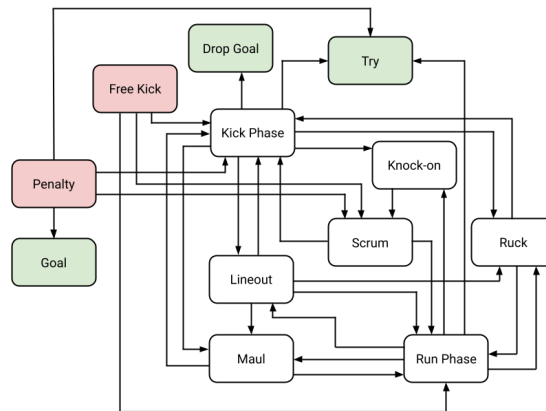 Drop Goal
Try
Free Kick
Kick Phase
Knock-on
Penalty
Scrum
Ruck
Goal
Lineout
Maul
Run Phase